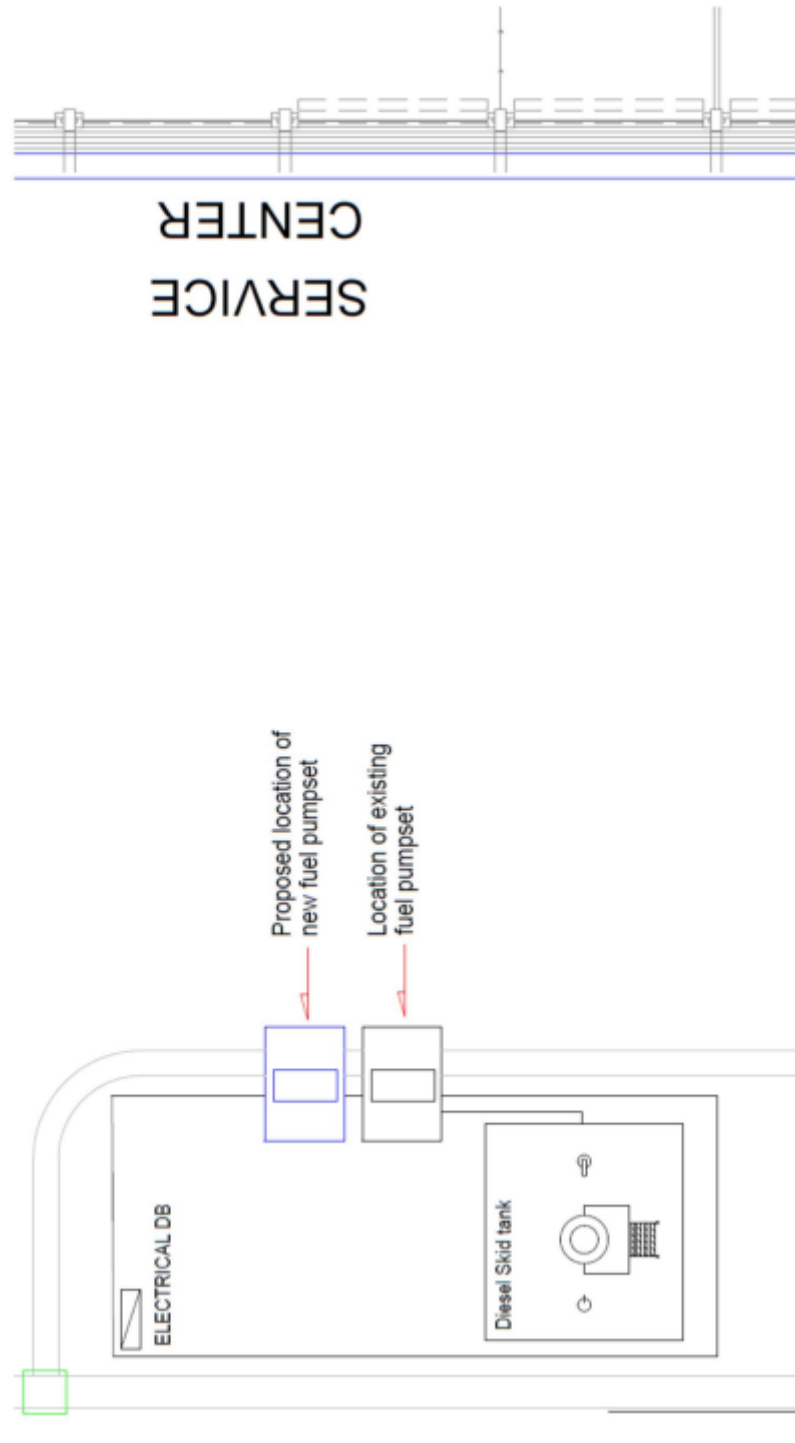 SERVICE
CENTER
Proposed location of
new fuel pumpset
Location of existing
fuel pumpset
ELECTRICAL DB
Diesel Skid tank